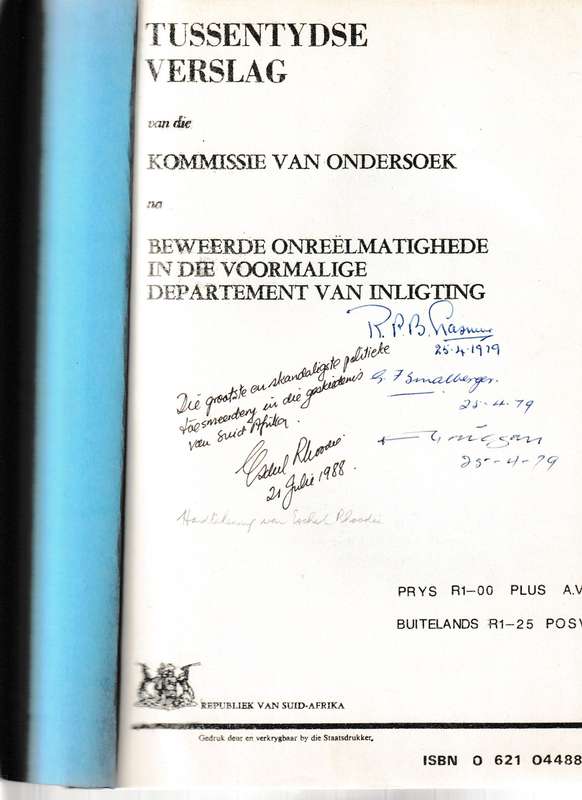 TUSSENTYDSE
VERSLAG
van die
KOMMISSIE VAN ONDERSOEK
na
BEWEERDE ONREËLMATIGHEDE
IN DIE VOORMALIGE
DEPARTEMENT VAN INLIGTING
R.P.B. Erasmus
25-4-1979
Die grootste en skandaligste politieke
toesmeerdery in die geskiedenis
van Suid Afrika.
G F Smalberger.
25-4-79
25-4-79
Eschel Rhoodie
21 Julie 1988.
Handtekening van Eschel Rhoodie
PRYS R1-00 PLUS A.V
BUITELANDS R1-25 POSV
REPUBLIEK VAN SUID-AFRIKA
Gedruk deur en verkrygbaar by die Staatsdrukker,
ISBN 0 621 04488